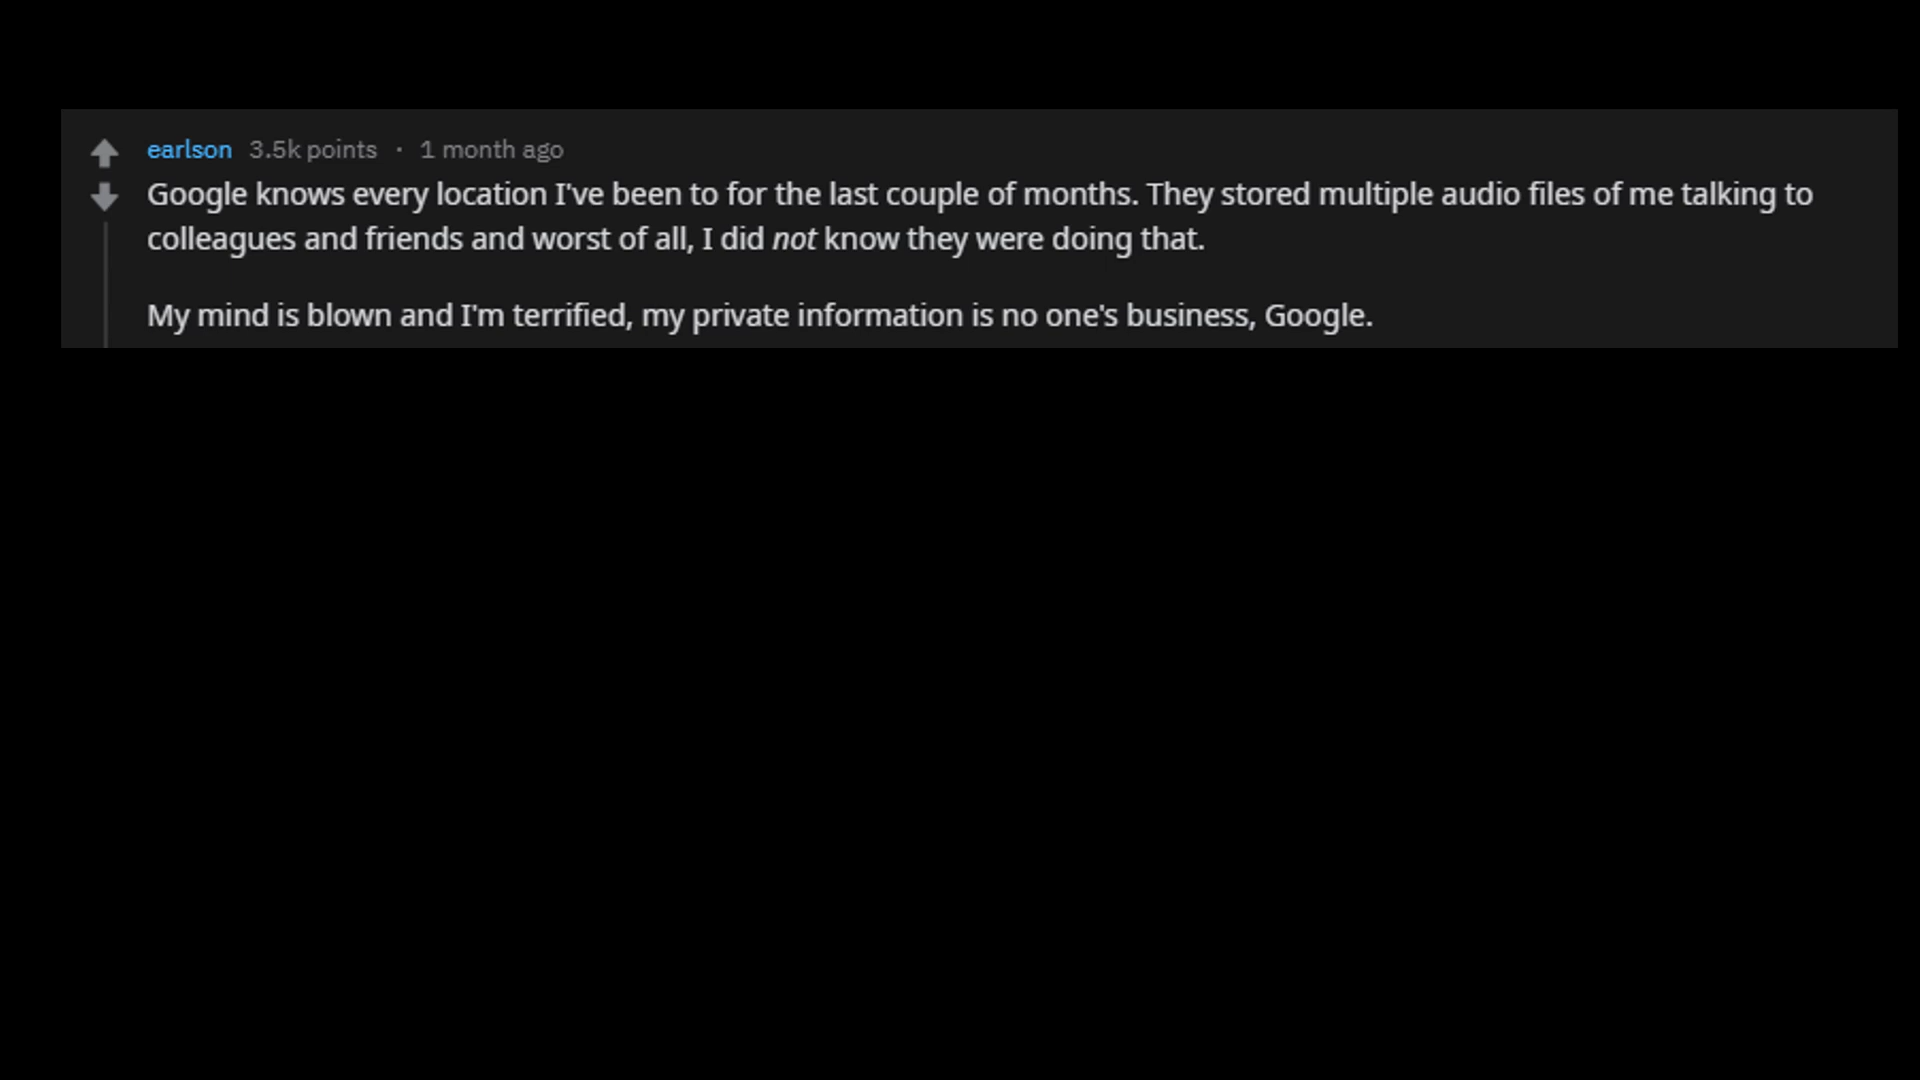 earlson 3.5k points · 1 month ago
Google knows every location I've been to for the last couple of months. They stored multiple audio files of me talking to
colleagues and friends and worst of all, I did not know they were doing that.
My mind is blown and I'm terrified, my private information is no one's business, Google.